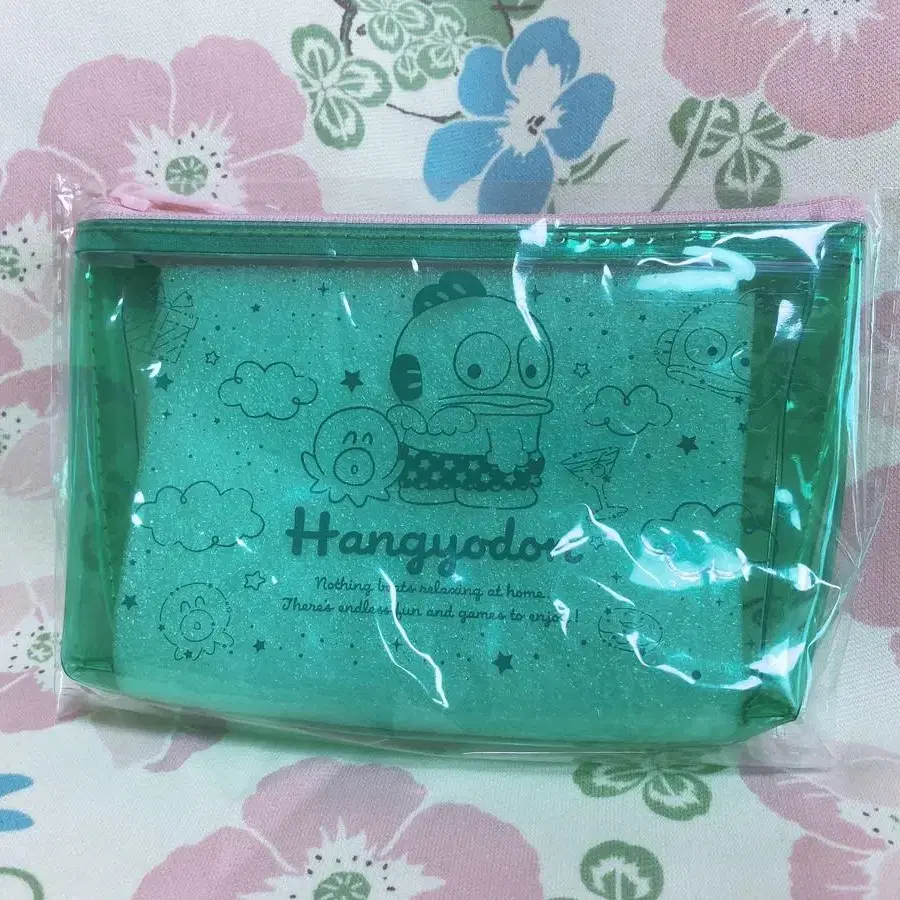 Hangyodon
Nothing beats relaxing at home.
There's endless fun and games to enjoy!